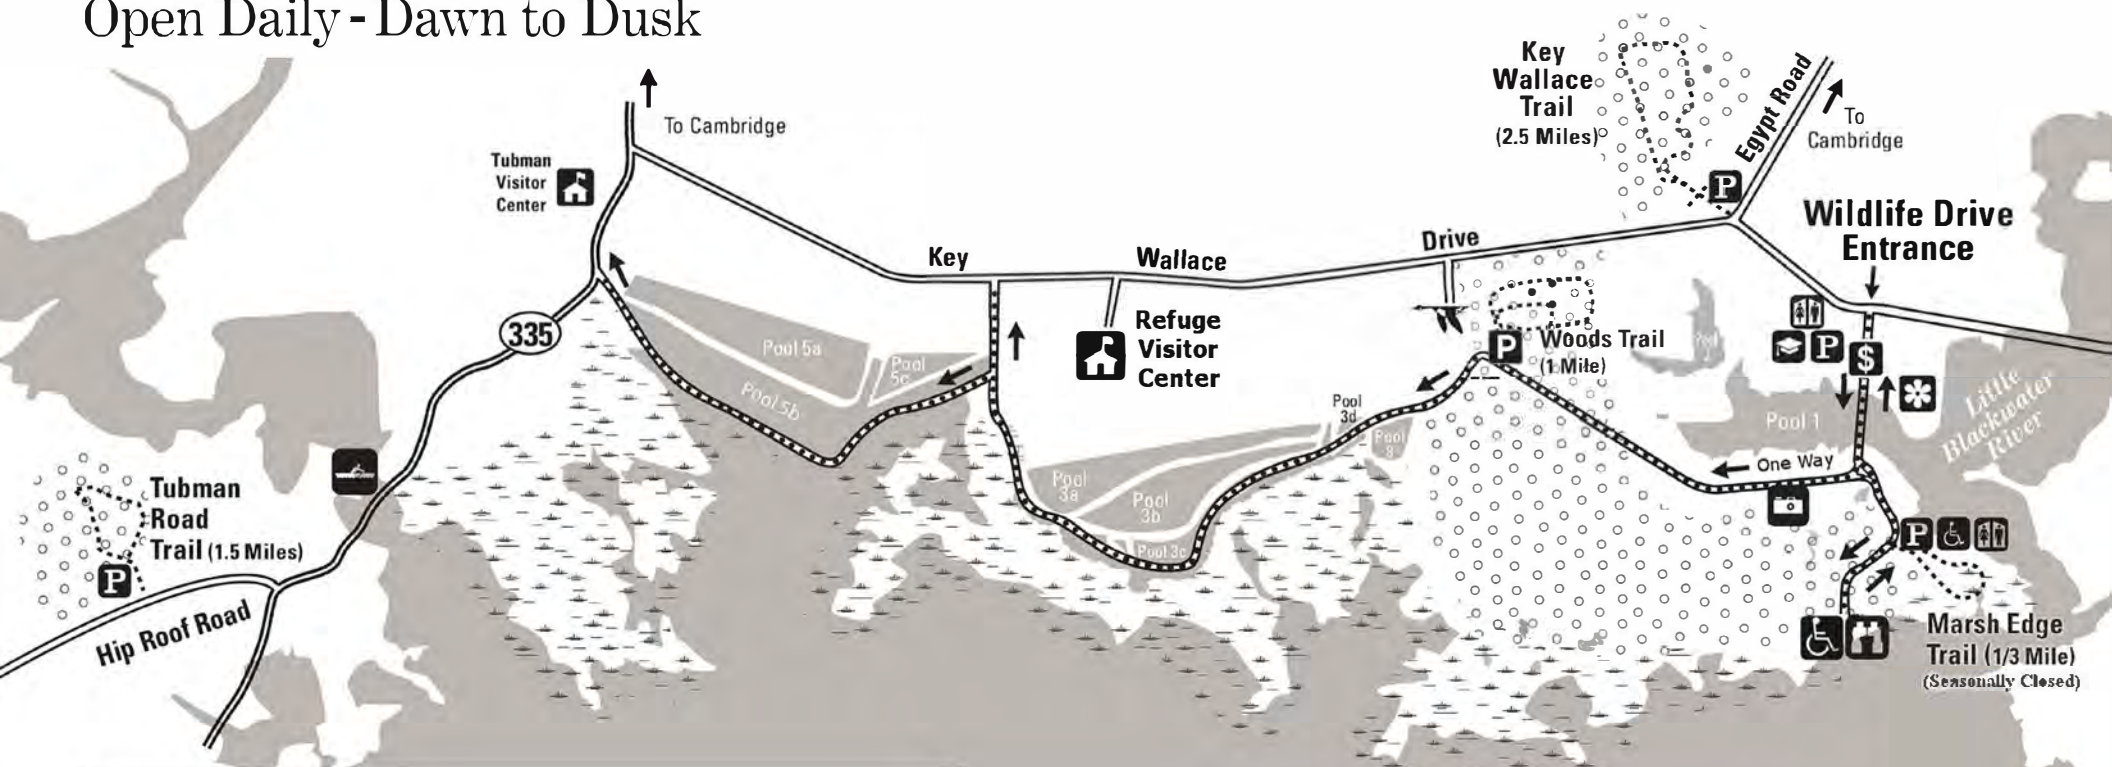 Open Daily - Dawn to Dusk
To Cambridge
Tubman
Visitor
Center
Key
Wallace
Trail
(2.5 Miles)
Egypt Road
To
Cambridge
P
Wildlife Drive
Entrance
Key Wallace Drive
335
Pool 5a
Pool
5c
Pool 5b
Refuge
Visitor
Center
P
Woods Trail
(1 Mile)
P
$
Little
Blackwater
River
Pool 1
One Way
Pool
3d
Pool
3a
Pool
3b
Pool 3c
Tubman
Road
Trail (1.5 Miles)
P
Hip Roof Road
P
Marsh Edge
Trail (1/3 Mile)
(Seasonally Closed)